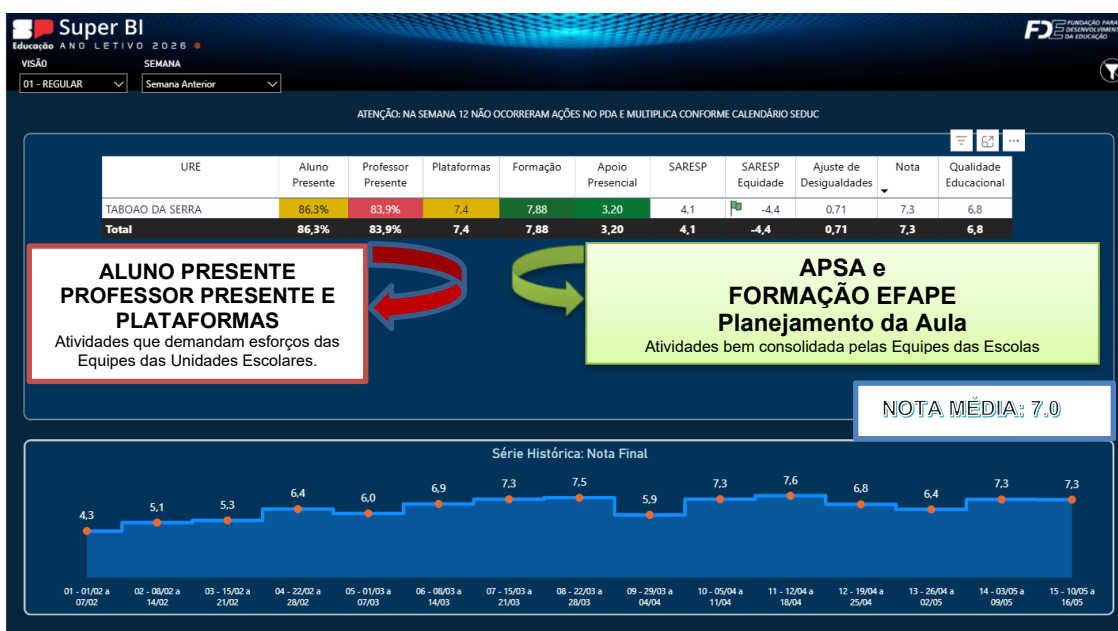 Super BI
Educação ANO LETIVO 2026
FDE FUNDAÇÃO PARA
DESENVOLVIMENT
DA EDUCAÇÃO
VISÃO SEMANA
01 - REGULAR Semana Anterior
ATENÇÃO: NA SEMANA 12 NÃO OCORRERAM AÇÕES NO PDA E MULTIPLICA CONFORME CALENDÁRIO SEDUC
URE Aluno Presente Professor Presente Plataformas Formação Apoio Presencial SARESP SARESP Equidade Ajuste de Desigualdades Nota Qualidade Educacional
TABOAO DA SERRA 86,3% 83,9% 7,4 7,88 3,20 4,1 -4,4 0,71 7,3 6,8
Total 86,3% 83,9% 7,4 7,88 3,20 4,1 -4,4 0,71 7,3 6,8
ALUNO PRESENTE
PROFESSOR PRESENTE E
PLATAFORMAS
Atividades que demandam esforços das
Equipes das Unidades Escolares.
APSA e
FORMAÇÃO EFAPE
Planejamento da Aula
Atividades bem consolidada pelas Equipes das Escolas
NOTA MÉDIA: 7.0
Série Histórica: Nota Final
4,3 5,1 5,3 6,4 6,0 6,9 7,3 7,5 5,9 7,3 7,6 6,8 6,4 7,3 7,3
01 - 01/02 a 07/02
02 - 08/02 a 14/02
03 - 15/02 a 21/02
04 - 22/02 a 28/02
05 - 01/03 a 07/03
06 - 08/03 a 14/03
07 - 15/03 a 21/03
08 - 22/03 a 28/03
09 - 29/03 a 04/04
10 - 05/04 a 11/04
11 - 12/04 a 18/04
12 - 19/04 a 25/04
13 - 26/04 a 02/05
14 - 03/05 a 09/05
15 - 10/05 a 16/05